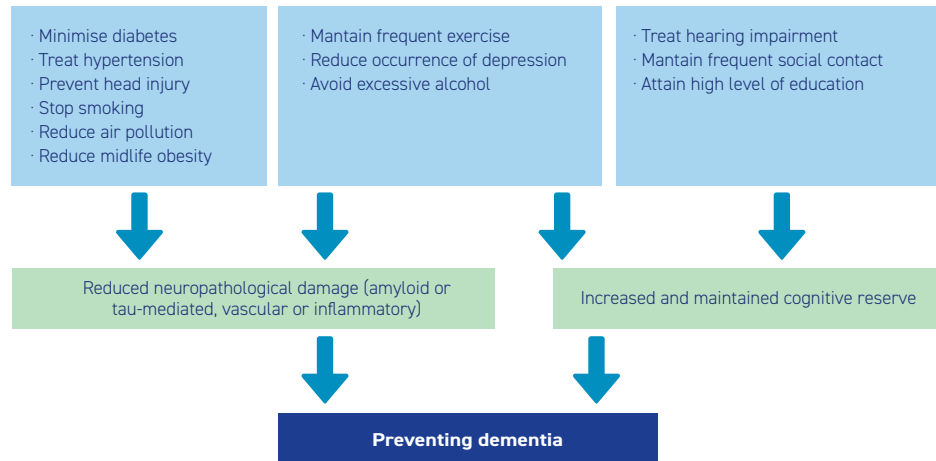 · Minimise diabetes
· Treat hypertension
· Prevent head injury
· Stop smoking
· Reduce air pollution
· Reduce midlife obesity
· Mantain frequent exercise
· Reduce occurrence of depression
· Avoid excessive alcohol
· Treat hearing impairment
· Mantain frequent social contact
· Attain high level of education
Reduced neuropathological damage (amyloid or
tau-mediated, vascular or inflammatory)
Increased and maintained cognitive reserve
Preventing dementia